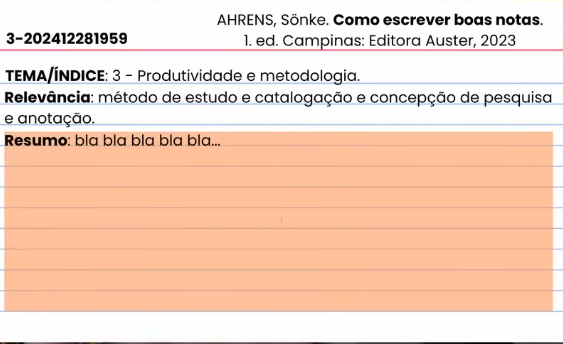 AHRENS, Sönke. Como escrever boas notas.
3-202412281959
1. ed. Campinas: Editora Auster, 2023
TEMA/ÍNDICE: 3 - Produtividade e metodologia.
Relevância: método de estudo e catalogação e concepção de pesquisa
e anotação.
Resumo: bla bla bla bla bla...